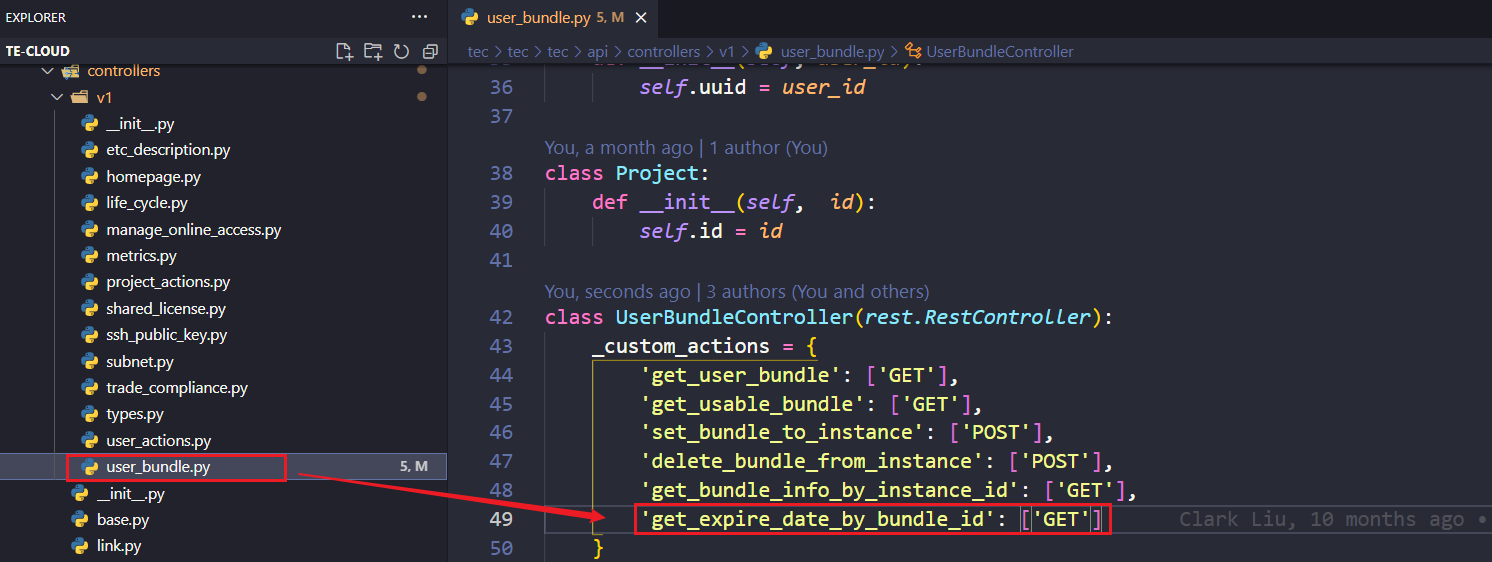 EXPLORER
TE-CLOUD
controllers
v1
__init__.py
etc_description.py
homepage.py
life_cycle.py
manage_online_access.py
metrics.py
project_actions.py
shared_license.py
ssh_public_key.py
subnet.py
trade_compliance.py
types.py
user_actions.py
user_bundle.py 5, M
__init__.py
base.py
link.py
user_bundle.py 5, M
tec > tec > tec > api > controllers > v1 > user_bundle.py > UserBundleController
36 self.uuid = user_id
37
You, a month ago | 1 author (You)
38 class Project:
39 def __init__(self,  id):
40 self.id = id
41
You, seconds ago | 3 authors (You and others)
42 class UserBundleController(rest.RestController):
43 _custom_actions = {
44 'get_user_bundle': ['GET'],
45 'get_usable_bundle': ['GET'],
46 'set_bundle_to_instance': ['POST'],
47 'delete_bundle_from_instance': ['POST'],
48 'get_bundle_info_by_instance_id': ['GET'],
49 'get_expire_date_by_bundle_id': ['GET'] Clark Liu, 10 months ago •
50 }